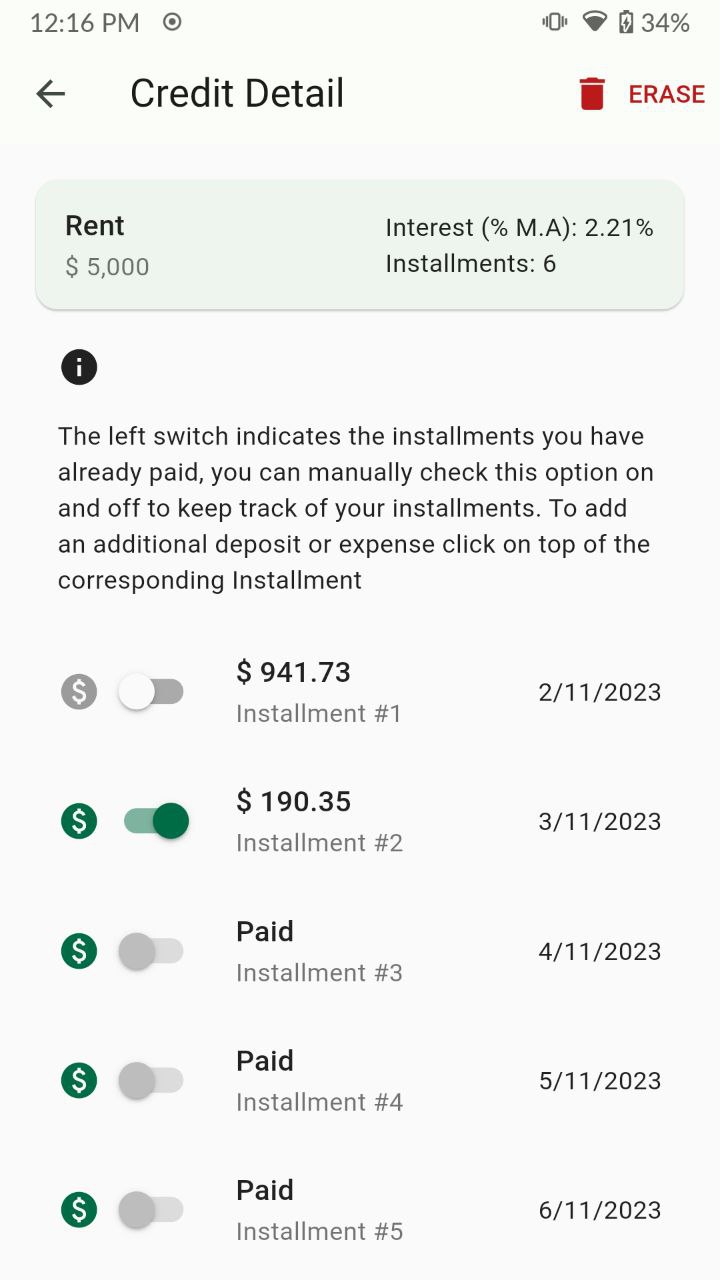 12:16 PM 34%
Credit Detail ERASE
Rent
$ 5,000
Interest (% M.A): 2.21%
Installments: 6
The left switch indicates the installments you have
already paid, you can manually check this option on
and off to keep track of your installments. To add
an additional deposit or expense click on top of the
corresponding Installment
$ 941.73
Installment #1
2/11/2023
$ 190.35
Installment #2
3/11/2023
Paid
Installment #3
4/11/2023
Paid
Installment #4
5/11/2023
Paid
Installment #5
6/11/2023